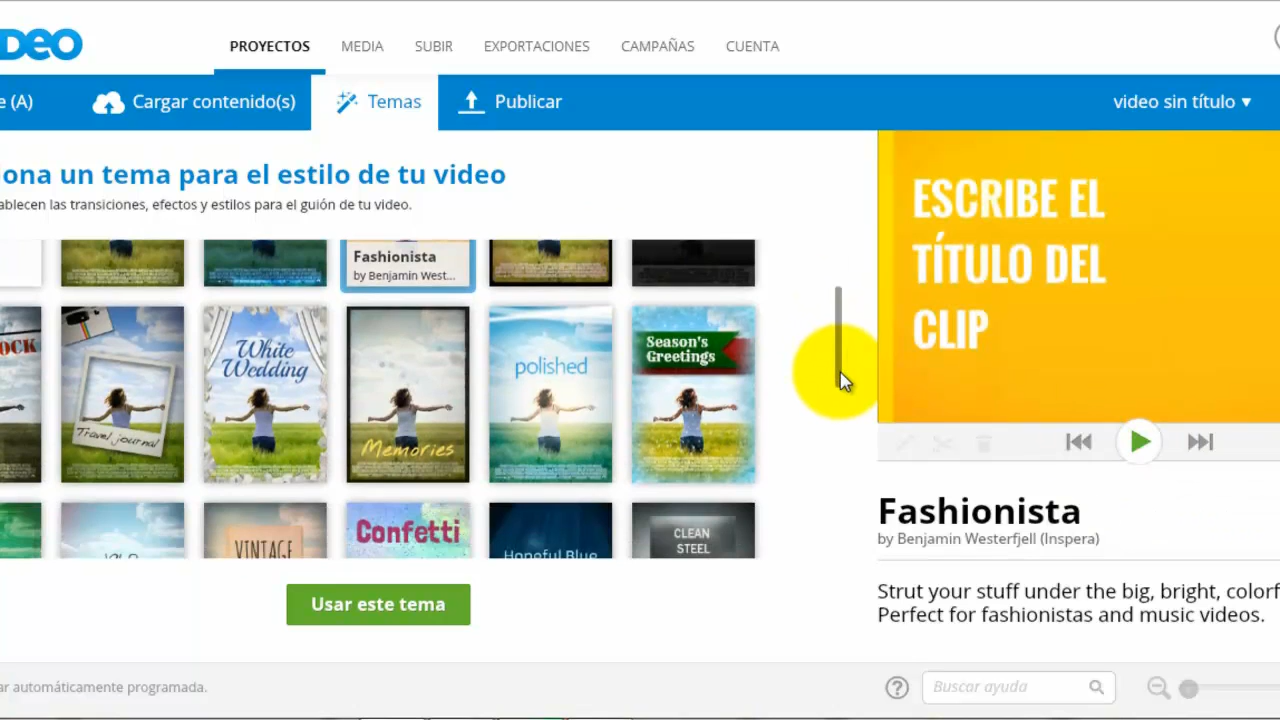 DEO
PROYECTOS MEDIA SUBIR EXPORTACIONES CAMPAÑAS CUENTA
e (A) Cargar contenido(s) Temas Publicar video sin título ▾
ona un tema para el estilo de tu video
ablecen las transiciones, efectos y estilos para el guión de tu video.
Fashionista
by Benjamin West...
OCK
Travel journal
White
Wedding
Memories
polished
Season's
Greetings
VINTAGE
Confetti
Hopeful Blue
CLEAN
STEEL
Usar este tema
ESCRIBE EL
TÍTULO DEL
CLIP
Fashionista
by Benjamin Westerfjell (Inspera)
Strut your stuff under the big, bright, colorf
Perfect for fashionistas and music videos.
ar automáticamente programada.
? Buscar ayuda